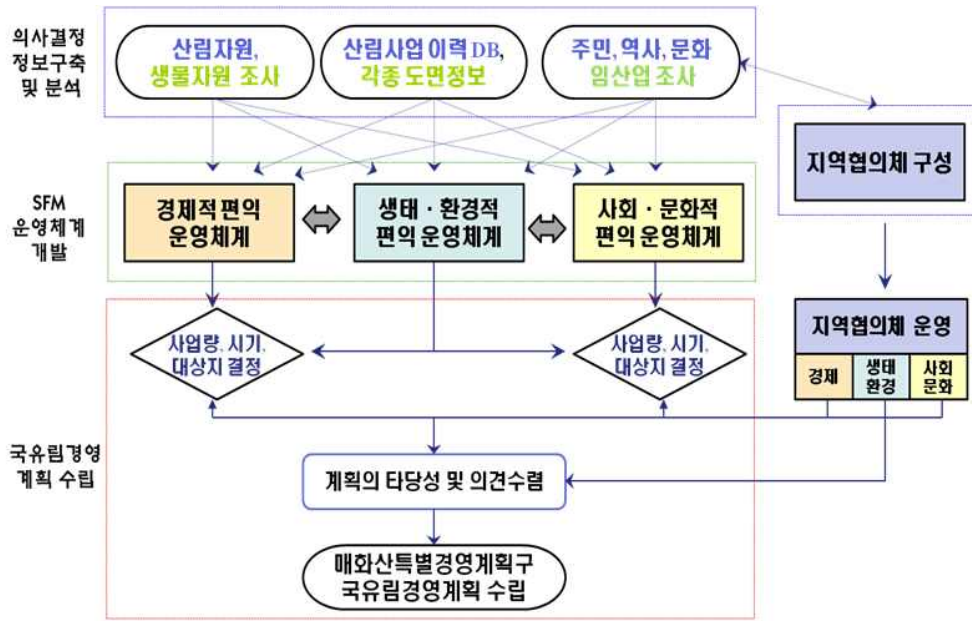 의사결정
정보구축
및 분석
산림자원,
생물자원 조사
산림사업 이력 DB,
각종 도면정보
주민, 역사, 문화
임산업 조사
지역협의체 구성
SFM
운영체계
개발
경제적 편익
운영체계
생태 · 환경적
편익 운영체계
사회 · 문화적
편익 운영체계
지역협의체 운영
경제
생태
환경
사회
문화
사업량, 시기,
대상지 결정
사업량, 시기,
대상지 결정
국유림경영
계획 수립
계획의 타당성 및 의견수렴
매화산특별경영계획구
국유림경영계획 수립